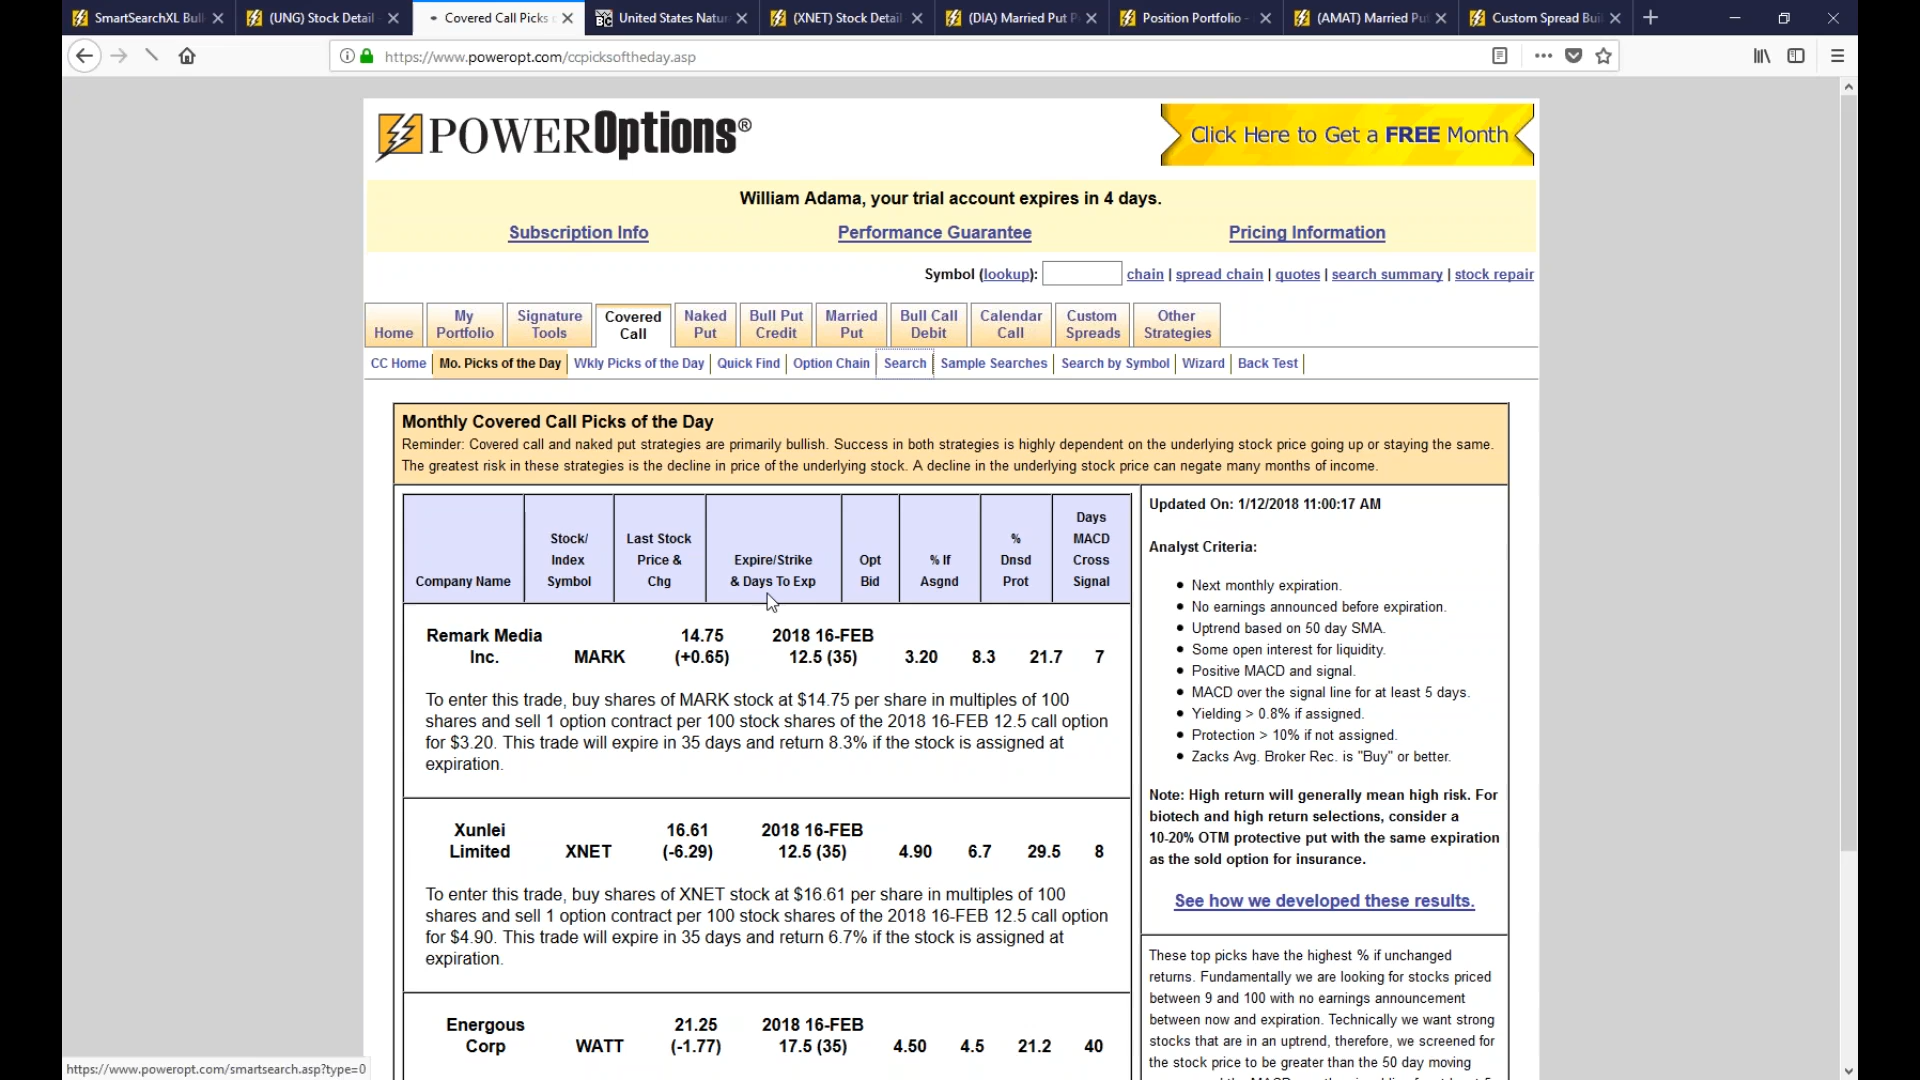 SmartSearchXL Bull
(UNG) Stock Detail
Covered Call Picks o
United States Natur
(XNET) Stock Detail
(DIA) Married Put P
Position Portfolio -
(AMAT) Married Pu
Custom Spread Buil
https://www.poweropt.com/ccpicksoftheday.asp
POWEROptions®
Click Here to Get a FREE Month
William Adama, your trial account expires in 4 days.
Subscription Info
Performance Guarantee
Pricing Information
Symbol (lookup): chain | spread chain | quotes | search summary | stock repair
Home
My Portfolio
Signature Tools
Covered Call
Naked Put
Bull Put Credit
Married Put
Bull Call Debit
Calendar Call
Custom Spreads
Other Strategies
CC Home | Mo. Picks of the Day | Wkly Picks of the Day | Quick Find | Option Chain | Search | Sample Searches | Search by Symbol | Wizard | Back Test |
Monthly Covered Call Picks of the Day
Reminder: Covered call and naked put strategies are primarily bullish. Success in both strategies is highly dependent on the underlying stock price going up or staying the same.
The greatest risk in these strategies is the decline in price of the underlying stock. A decline in the underlying stock price can negate many months of income.
Company Name
Stock/ Index Symbol
Last Stock Price & Chg
Expire/Strike & Days To Exp
Opt Bid
% If Asgnd
% Dnsd Prot
Days MACD Cross Signal
Remark Media 14.75 2018 16-FEB
Inc. MARK (+0.65) 12.5 (35) 3.20 8.3 21.7 7
To enter this trade, buy shares of MARK stock at $14.75 per share in multiples of 100
shares and sell 1 option contract per 100 stock shares of the 2018 16-FEB 12.5 call option
for $3.20. This trade will expire in 35 days and return 8.3% if the stock is assigned at
expiration.
Xunlei 16.61 2018 16-FEB
Limited XNET (-6.29) 12.5 (35) 4.90 6.7 29.5 8
To enter this trade, buy shares of XNET stock at $16.61 per share in multiples of 100
shares and sell 1 option contract per 100 stock shares of the 2018 16-FEB 12.5 call option
for $4.90. This trade will expire in 35 days and return 6.7% if the stock is assigned at
expiration.
Energous 21.25 2018 16-FEB
Corp WATT (-1.77) 17.5 (35) 4.50 4.5 21.2 40
Updated On: 1/12/2018 11:00:17 AM
Analyst Criteria:
• Next monthly expiration.
• No earnings announced before expiration.
• Uptrend based on 50 day SMA.
• Some open interest for liquidity.
• Positive MACD and signal.
• MACD over the signal line for at least 5 days.
• Yielding > 0.8% if assigned.
• Protection > 10% if not assigned.
• Zacks Avg. Broker Rec. is "Buy" or better.
Note: High return will generally mean high risk. For
biotech and high return selections, consider a
10-20% OTM protective put with the same expiration
as the sold option for insurance.
See how we developed these results.
These top picks have the highest % if unchanged
returns. Fundamentally we are looking for stocks priced
between 9 and 100 with no earnings announcement
between now and expiration. Technically we want strong
stocks that are in an uptrend, therefore, we screened for
the stock price to be greater than the 50 day moving
https://www.poweropt.com/smartsearch.asp?type=0